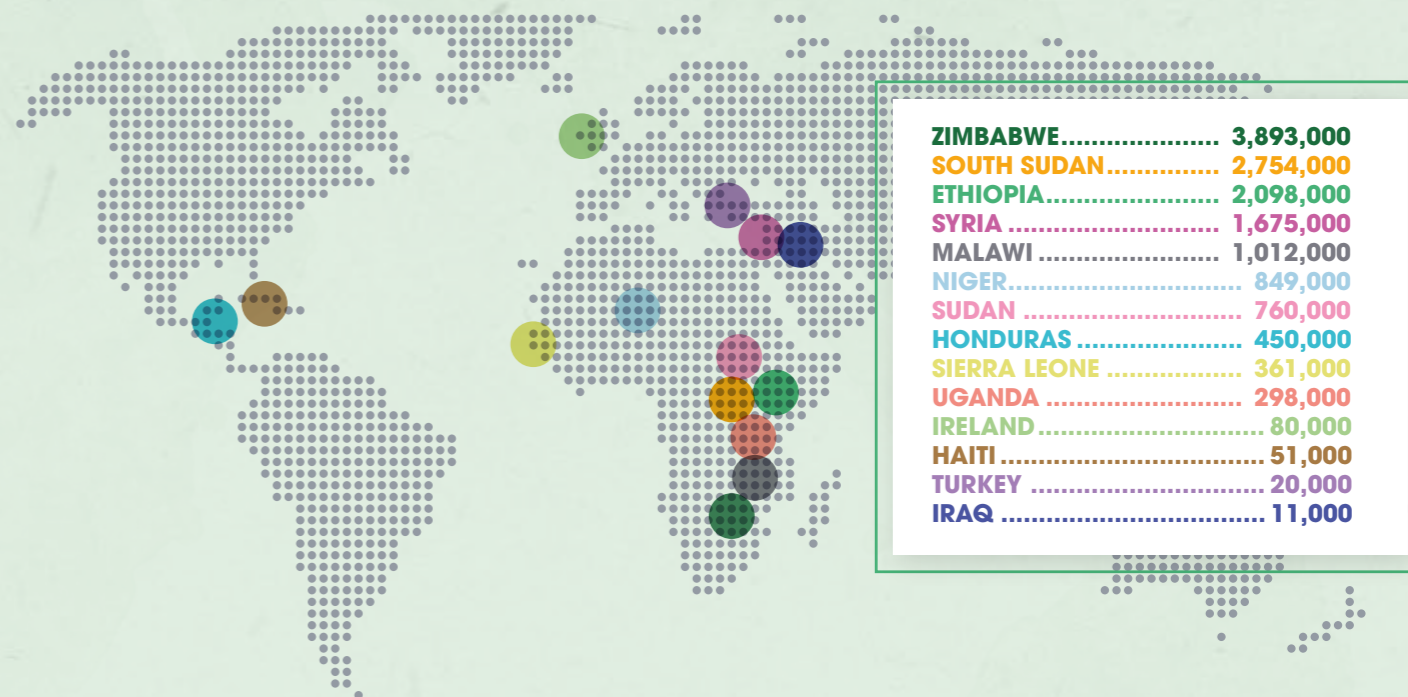 ZIMBABWE..................... 3,893,000
SOUTH SUDAN............... 2,754,000
ETHIOPIA....................... 2,098,000
SYRIA ............................ 1,675,000
MALAWI ........................ 1,012,000
NIGER............................... 849,000
SUDAN ............................. 760,000
HONDURAS ...................... 450,000
SIERRA LEONE .................. 361,000
UGANDA .......................... 298,000
IRELAND.............................. 80,000
HAITI................................... 51,000
TURKEY ............................... 20,000
IRAQ ................................... 11,000